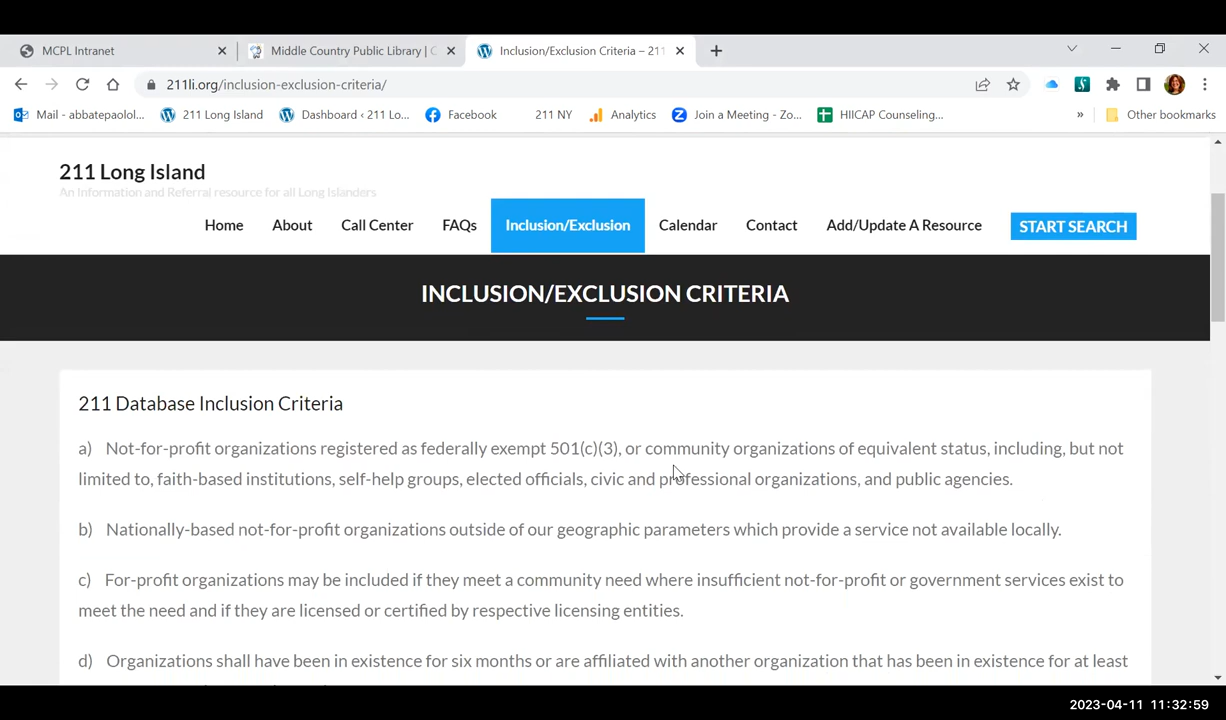 MCPL Intranet
Middle Country Public Library | C
Inclusion/Exclusion Criteria – 211
211li.org/inclusion-exclusion-criteria/
Mail - abbatepaolol...
211 Long Island
Dashboard ‹ 211 Lo...
Facebook
211 NY
Analytics
Join a Meeting - Zo...
HIICAP Counseling...
»
Other bookmarks
211 Long Island
An Information and Referral resource for all Long Islanders
Home
About
Call Center
FAQs
Inclusion/Exclusion
Calendar
Contact
Add/Update A Resource
START SEARCH
INCLUSION/EXCLUSION CRITERIA
211 Database Inclusion Criteria
a) Not-for-profit organizations registered as federally exempt 501(c)(3), or community organizations of equivalent status, including, but not
limited to, faith-based institutions, self-help groups, elected officials, civic and professional organizations, and public agencies.
b) Nationally-based not-for-profit organizations outside of our geographic parameters which provide a service not available locally.
c) For-profit organizations may be included if they meet a community need where insufficient not-for-profit or government services exist to
meet the need and if they are licensed or certified by respective licensing entities.
d) Organizations shall have been in existence for six months or are affiliated with another organization that has been in existence for at least
2023-04-11 11:32:59